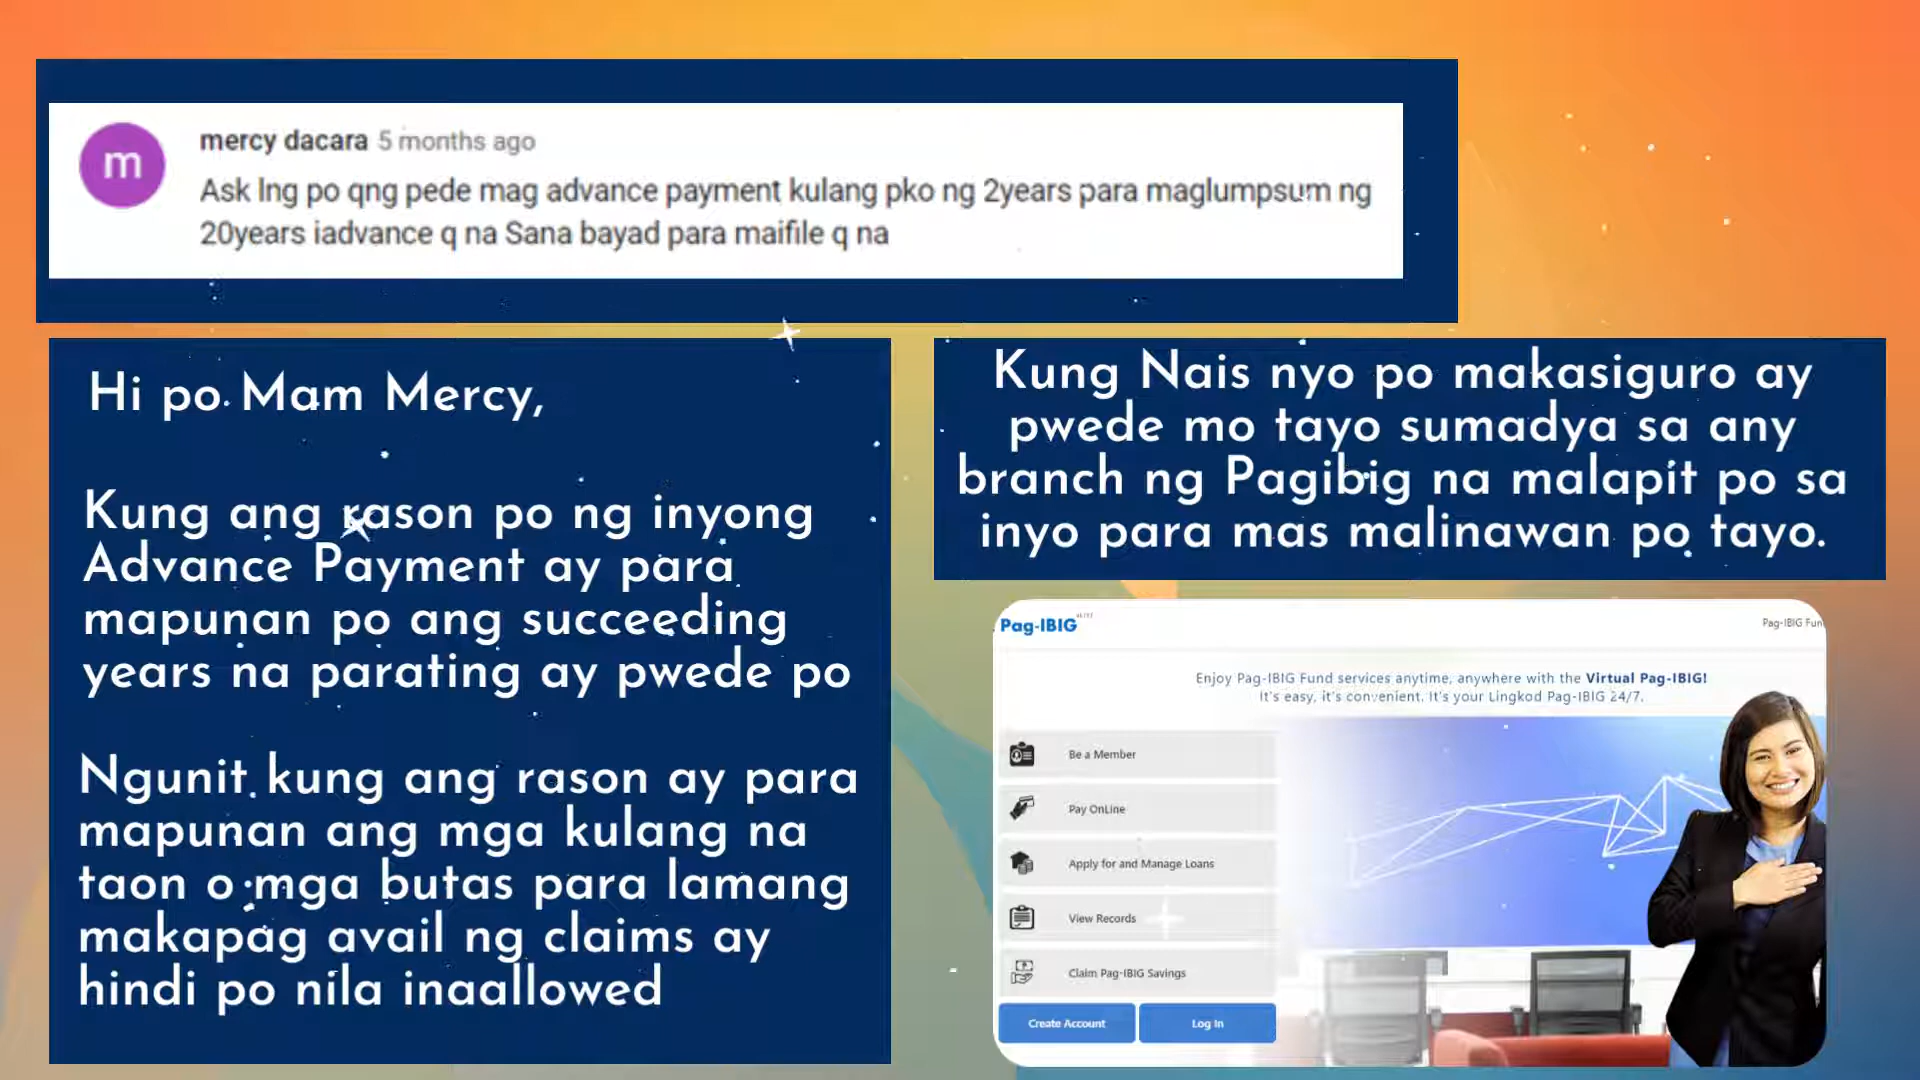 mercy dacara 5 months ago
Ask lng po qng pede mag advance payment kulang pko ng 2years para maglumpsum ng
20years iadvance q na Sana bayad para maifile q na
m
Hi po Mam Mercy,
Kung ang rason po ng inyong
Advance Payment ay para
mapunan po ang succeeding
years na parating ay pwede po
Ngunit kung ang rason ay para
mapunan ang mga kulang na
taon o mga butas para lamang
makapag avail ng claims ay
hindi po nila inaallowed
Kung Nais nyo po makasiguro ay
pwede mo tayo sumadya sa any
branch ng Pagibig na malapit po sa
inyo para mas malinawan po tayo.
Pag-IBIG
Pag-IBIG Fun
Enjoy Pag-IBIG Fund services anytime, anywhere with the Virtual Pag-IBIG!
It's easy, it's convenient. It's your Lingkod Pag-IBIG 24/7.
Be a Member
Pay OnLine
Apply for and Manage Loans
View Records
Claim Pag-IBIG Savings
Create Account
Log In